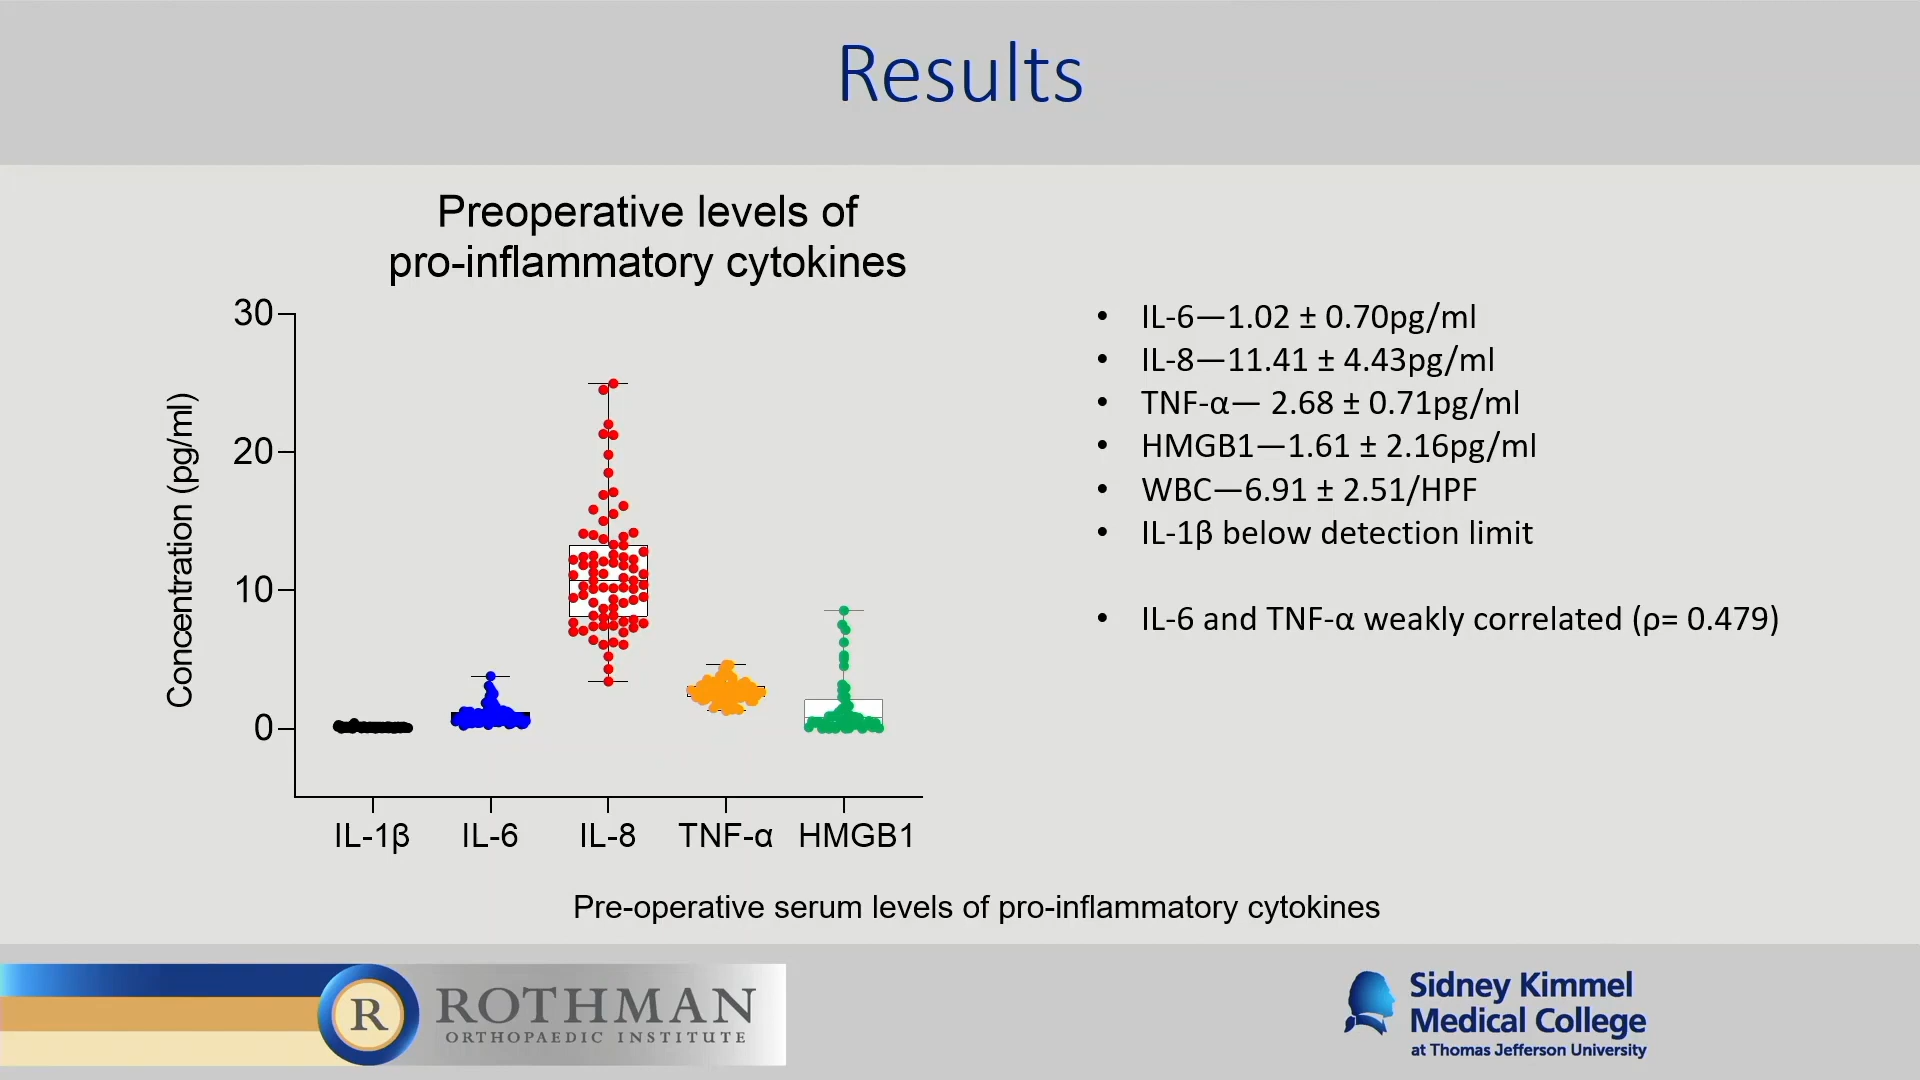 Results
Preoperative levels of
pro-inflammatory cytokines
30
20
10
0
Concentration (pg/ml)
IL-1β IL-6 IL-8 TNF-α HMGB1
• IL-6—1.02 ± 0.70pg/ml
• IL-8—11.41 ± 4.43pg/ml
• TNF-α— 2.68 ± 0.71pg/ml
• HMGB1—1.61 ± 2.16pg/ml
• WBC—6.91 ± 2.51/HPF
• IL-1β below detection limit
• IL-6 and TNF-α weakly correlated (ρ= 0.479)
Pre-operative serum levels of pro-inflammatory cytokines
R
ROTHMAN
ORTHOPAEDIC INSTITUTE
Sidney Kimmel
Medical College
at Thomas Jefferson University